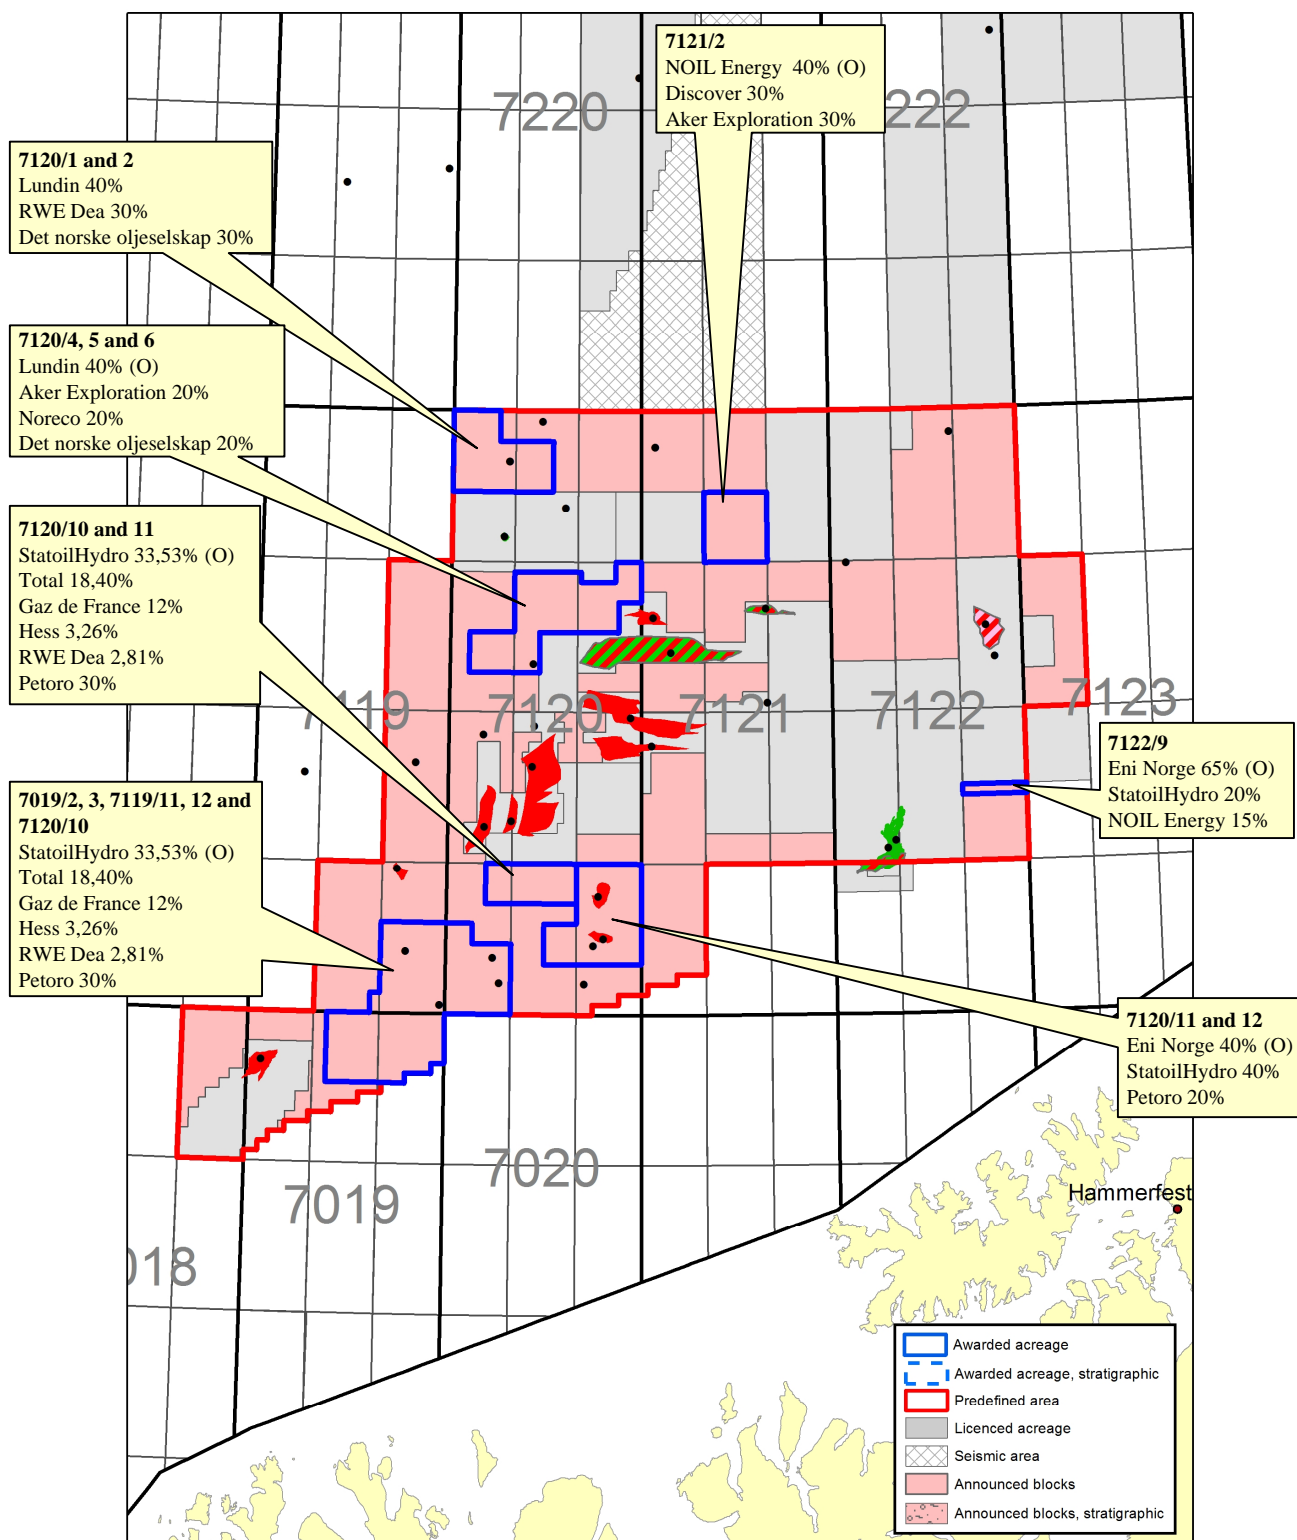 7121/2
NOIL Energy 40% (O)
Discover 30%
Aker Exploration 30%
7220
222
7120/1 and 2
Lundin 40%
RWE Dea 30%
Det norske oljeselskap 30%
7120/4, 5 and 6
Lundin 40% (O)
Aker Exploration 20%
Noreco 20%
Det norske oljeselskap 20%
7120/10 and 11
StatoilHydro 33,53% (O)
Total 18,40%
Gaz de France 12%
Hess 3,26%
RWE Dea 2,81%
Petoro 30%
7119
7120
7121
7122
7123
7122/9
Eni Norge 65% (O)
StatoilHydro 20%
NOIL Energy 15%
7019/2, 3, 7119/11, 12 and
7120/10
StatoilHydro 33,53% (O)
Total 18,40%
Gaz de France 12%
Hess 3,26%
RWE Dea 2,81%
Petoro 30%
7120/11 and 12
Eni Norge 40% (O)
StatoilHydro 40%
Petoro 20%
7020
7019
018
Hammerfest
Awarded acreage
Awarded acreage, stratigraphic
Predefined area
Licenced acreage
Seismic area
Announced blocks
Announced blocks, stratigraphic